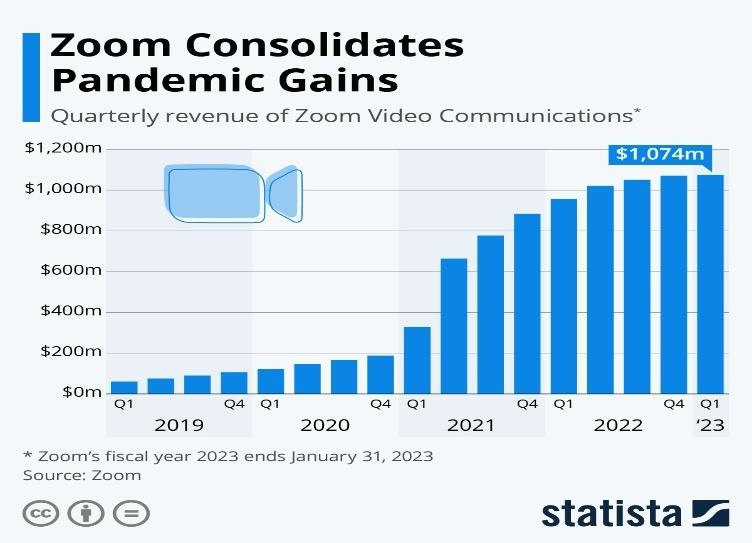 Zoom Consolidates
Pandemic Gains
Quarterly revenue of Zoom Video Communications*
$1,200m
$1,074m
$1,000m
$800m
$600m
$400m
$200m
$0m
Q1 Q4 Q1 Q4 Q1 Q4 Q1 Q4 Q1
2019 2020 2021 2022 '23
* Zoom's fiscal year 2023 ends January 31, 2023
Source: Zoom
cc
statista